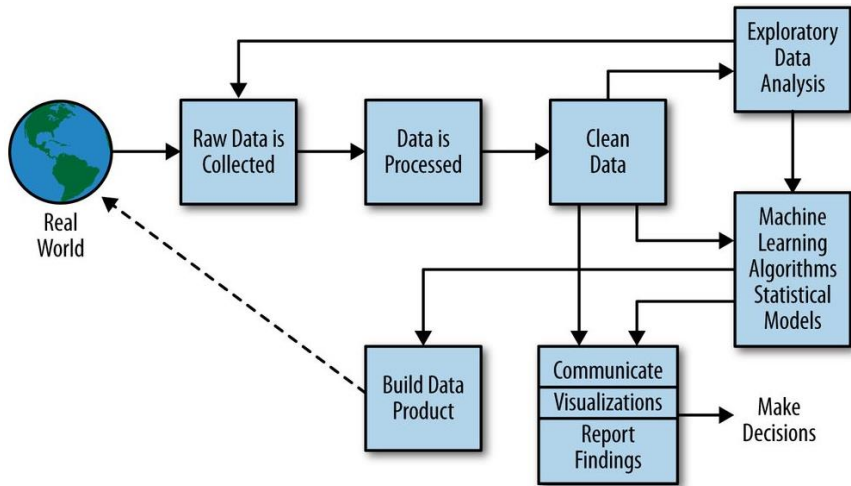 Exploratory
Data
Analysis
Raw Data is
Collected
Data is
Processed
Clean
Data
Real
World
Machine
Learning
Algorithms
Statistical
Models
Build Data
Product
Communicate
Visualizations
Report
Findings
Make
Decisions